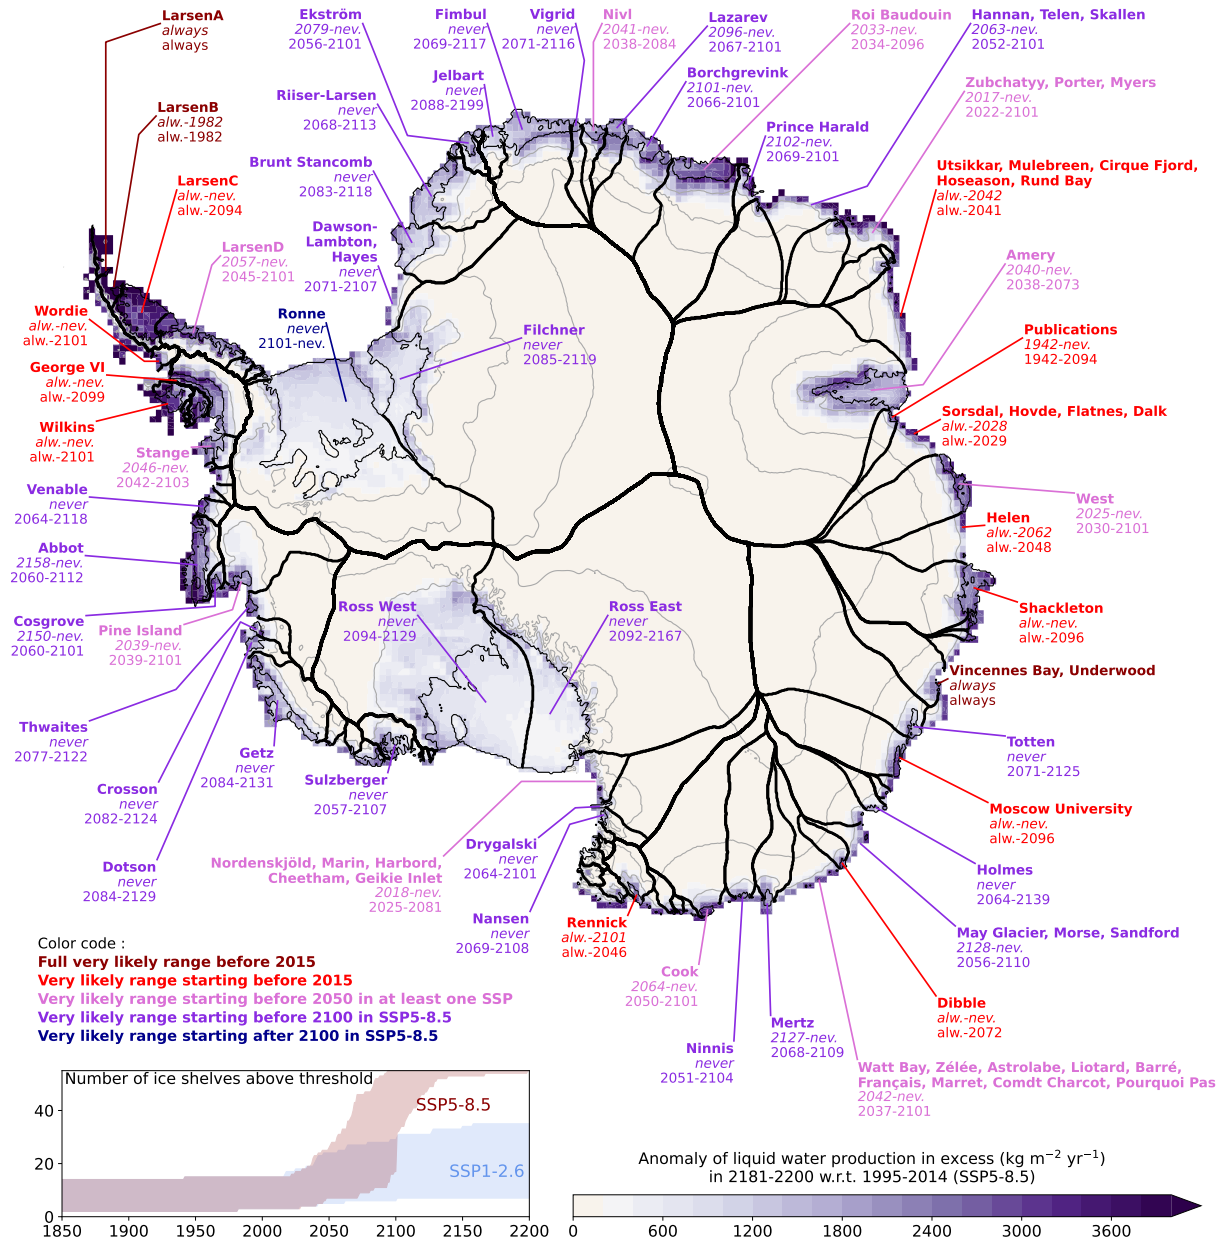 LarsenA
always
always
Ekström
2079-nev.
2056-2101
Fimbul
never
2069-2117
Vigrid
never
2071-2116
Nivl
2041-nev.
2038-2084
Lazarev
2096-nev.
2067-2101
Roi Baudouin
2033-nev.
2034-2096
Hannan, Telen, Skallen
2063-nev.
2052-2101
Jelbart
never
2088-2199
Borchgrevink
2101-nev.
2066-2101
Zubchatyy, Porter, Myers
2017-nev.
2022-2101
Riiser-Larsen
never
2068-2113
LarsenB
alw.-1982
alw.-1982
Prince Harald
2102-nev.
2069-2101
Brunt Stancomb
never
2083-2118
Utsikkar, Mulebreen, Cirque Fjord,
Hoseason, Rund Bay
alw.-2042
alw.-2041
LarsenC
alw.-nev.
alw.-2094
Dawson-
Lambton,
Hayes
never
2071-2107
LarsenD
2057-nev.
2045-2101
Amery
2040-nev.
2038-2073
Wordie
alw.-nev.
alw.-2101
Ronne
never
2101-nev.
Filchner
never
2085-2119
Publications
1942-nev.
1942-2094
George VI
alw.-nev.
alw.-2099
Sorsdal, Hovde, Flatnes, Dalk
alw.-2028
alw.-2029
Wilkins
alw.-nev.
alw.-2101
Stange
2046-nev.
2042-2103
Venable
never
2064-2118
West
2025-nev.
2030-2101
Helen
alw.-2062
alw.-2048
Abbot
2158-nev.
2060-2112
Ross West
never
2094-2129
Ross East
never
2092-2167
Shackleton
alw.-nev.
alw.-2096
Cosgrove
2150-nev.
2060-2101
Pine Island
2039-nev.
2039-2101
Vincennes Bay, Underwood
always
always
Thwaites
never
2077-2122
Totten
never
2071-2125
Getz
never
2084-2131
Sulzberger
never
2057-2107
Crosson
never
2082-2124
Moscow University
alw.-nev.
alw.-2096
Drygalski
never
2064-2101
Dotson
never
2084-2129
Nordenskjöld, Marin, Harbord,
Cheetham, Geikie Inlet
2018-nev.
2025-2081
Holmes
never
2064-2139
Nansen
never
2069-2108
Rennick
alw.-2101
alw.-2046
May Glacier, Morse, Sandford
2128-nev.
2056-2110
Cook
2064-nev.
2050-2101
Dibble
alw.-nev.
alw.-2072
Mertz
2127-nev.
2068-2109
Ninnis
never
2051-2104
Watt Bay, Zélée, Astrolabe, Liotard, Barré,
Français, Marret, Comdt Charcot, Pourquoi Pas
2042-nev.
2037-2101
Color code :
Full very likely range before 2015
Very likely range starting before 2015
Very likely range starting before 2050 in at least one SSP
Very likely range starting before 2100 in SSP5-8.5
Very likely range starting after 2100 in SSP5-8.5
Number of ice shelves above threshold
SSP5-8.5
SSP1-2.6
40
20
0
1850 1900 1950 2000 2050 2100 2150 2200
Anomaly of liquid water production in excess (kg m⁻² yr⁻¹)
in 2181-2200 w.r.t. 1995-2014 (SSP5-8.5)
0 600 1200 1800 2400 3000 3600